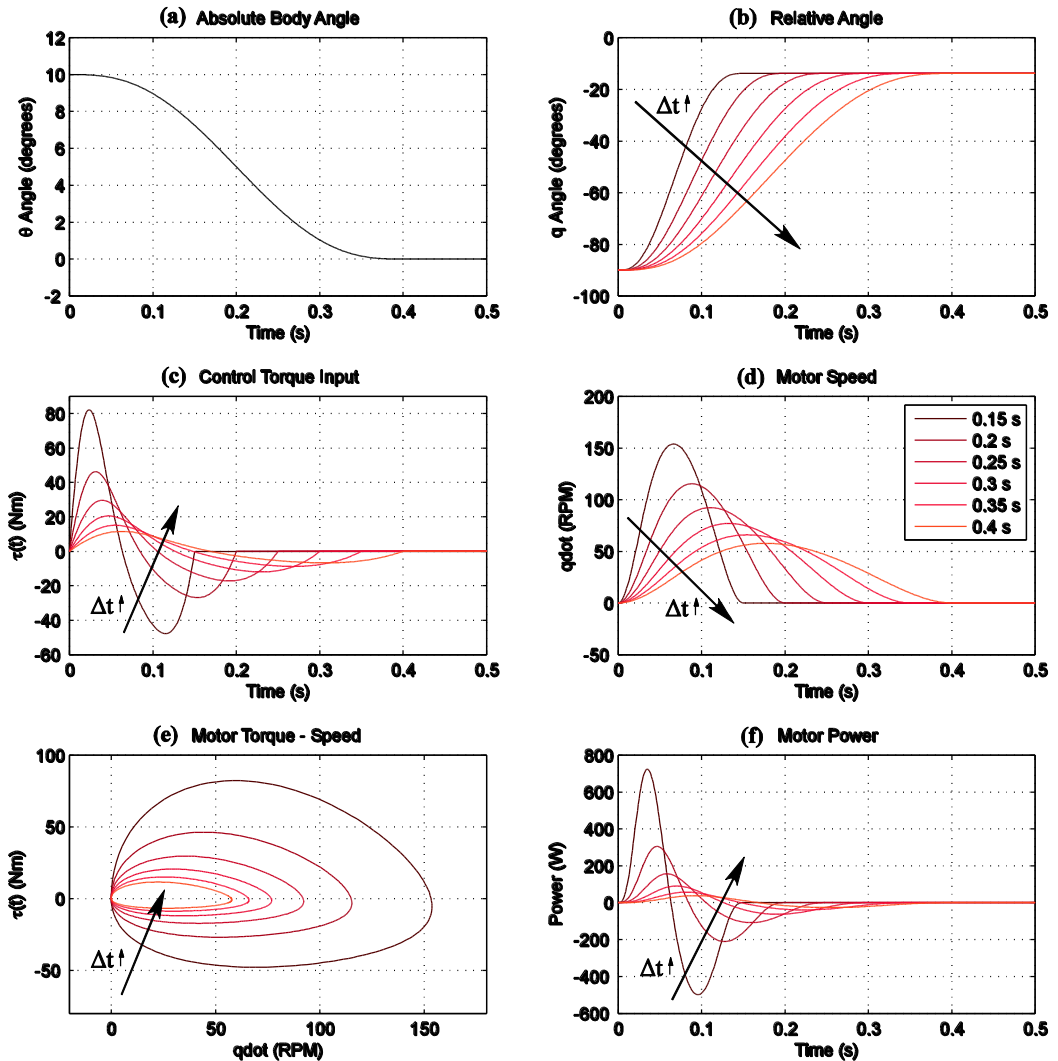 (a) Absolute Body Angle
12
10
8
6
4
2
0
-2
θ Angle (degrees)
0 0.1 0.2 0.3 0.4 0.5
Time (s)
(b) Relative Angle
0
-20
-40
-60
-80
-100
q Angle (degrees)
Δt
0 0.1 0.2 0.3 0.4 0.5
Time (s)
(c) Control Torque Input
80
60
40
20
0
-20
-40
-60
τ(t) (Nm)
Δt
0 0.1 0.2 0.3 0.4 0.5
Time (s)
(d) Motor Speed
200
150
100
50
0
-50
qdot (RPM)
0.15 s
0.2 s
0.25 s
0.3 s
0.35 s
0.4 s
Δt
0 0.1 0.2 0.3 0.4 0.5
Time (s)
(e) Motor Torque - Speed
100
50
0
-50
τ(t) (Nm)
Δt
0 50 100 150
qdot (RPM)
(f) Motor Power
800
600
400
200
0
-200
-400
-600
Power (W)
Δt
0 0.1 0.2 0.3 0.4 0.5
Time (s)